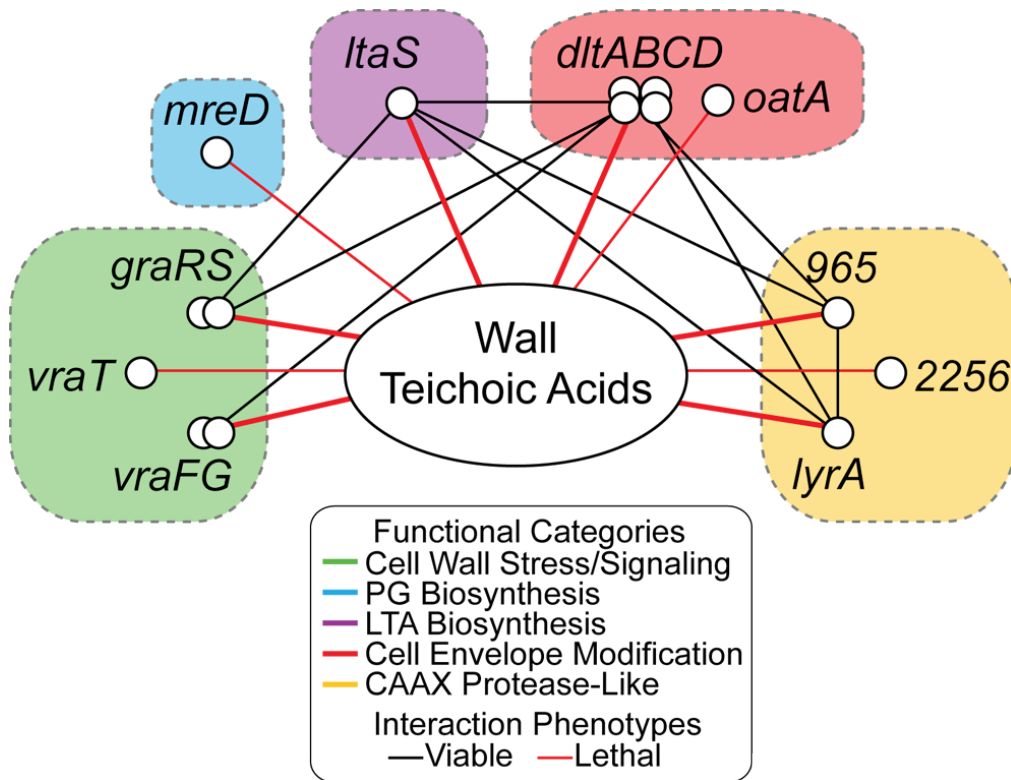 ltaS
dltABCD
oatA
mreD
graRS
965
Wall
Teichoic Acids
vraT
2256
vraFG
lyrA
Functional Categories
Cell Wall Stress/Signaling
PG Biosynthesis
LTA Biosynthesis
Cell Envelope Modification
CAAX Protease-Like
Interaction Phenotypes
Viable Lethal